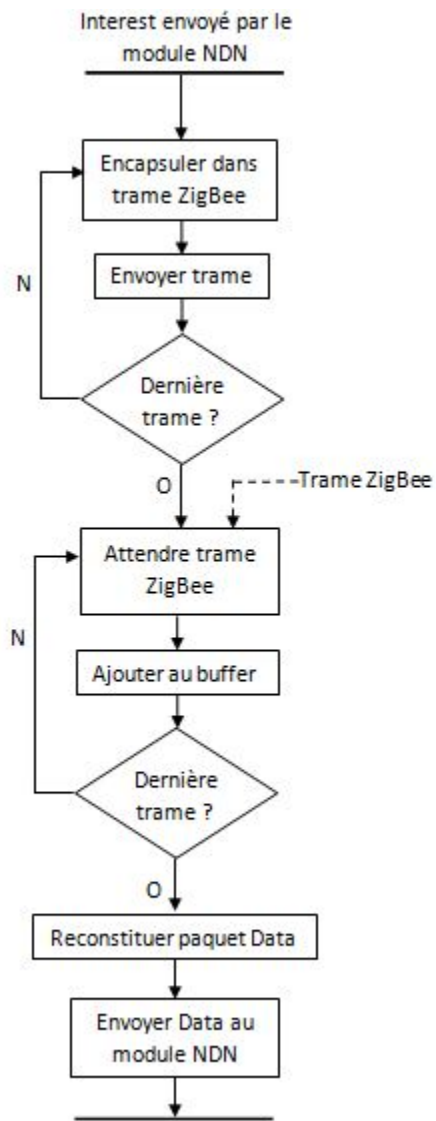 Interest envoyé par le
module NDN
Encapsuler dans
trame ZigBee
N
Envoyer trame
Dernière
trame ?
O
Trame ZigBee
Attendre trame
ZigBee
N
Ajouter au buffer
Dernière
trame ?
O
Reconstituer paquet Data
Envoyer Data au
module NDN